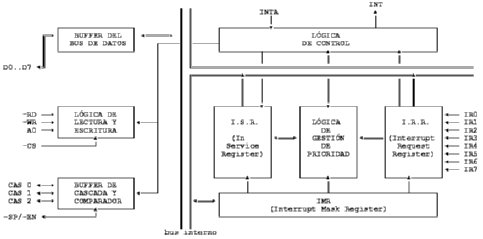 INTA
INT
BUFFER DEL
BUS DE DATOS
LÓGICA
DE CONTROL
D0..D7
-RD
-WR
A0
-CS
LÓGICA DE
LECTURA Y
ESCRITURA
I.S.R.
(In
Service
Register)
LÓGICA
DE
GESTIÓN
DE
PRIORIDAD
I.R.R.
(Interrupt
Request
Register)
IR0
IR1
IR2
IR3
IR4
IR5
IR6
IR7
CAS 0
CAS 1
CAS 2
-SP/-EN
BUFFER DE
CASCADA Y
COMPARADOR
IMR
(Interrupt Mask Register)
bus interno